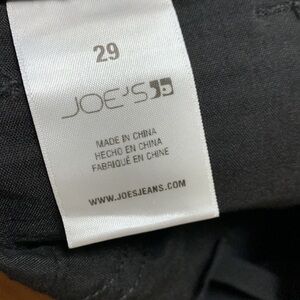 29
JOE'S
MADE IN CHINA
HECHO EN CHINA
FABRIQUÉ EN CHINE
WWW.JOESJEANS.COM